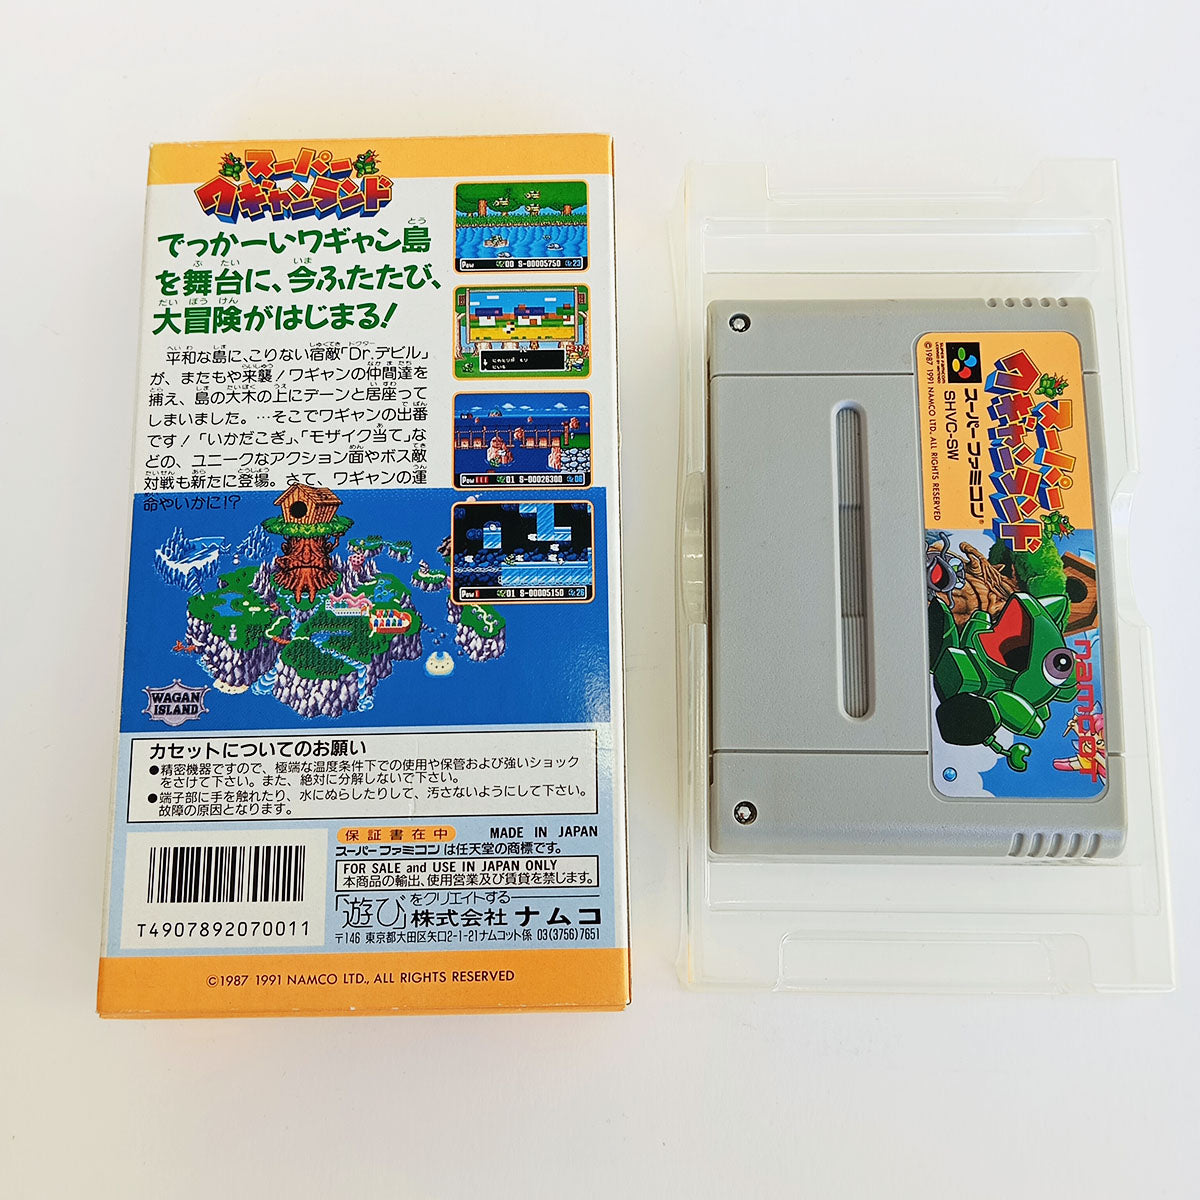 スーパー
ワギャンランド
でっかーいワギャン島
を舞台に、今ふたたび、
大冒険がはじまる!
平和な島に、こりない宿敵「Dr.デビル」
が、またもや来襲!ワギャンの仲間達を
捕え、島の大木の上にデーンと居座って
しまいました。…そこでワギャンの出番
です!「いかだこぎ」、「モザイク当て」な
どの、ユニークなアクション面やボス敵
対戦も新たに登場。さて、ワギャンの運
命やいかに!?
Pow 00 S-00005750 23
Pow 01 S-00026300 06
Pow 01 S-00005150 26
WAGAN
ISLAND
カセットについてのお願い
●精密機器ですので、極端な温度条件下での使用や保管および強いショック
をさけて下さい。また、絶対に分解しないで下さい。
●端子部に手を触れたり、水にぬらしたりして、汚さないようにして下さい。
故障の原因となります。
保証書在中
MADE IN JAPAN
スーパーファミコンは任天堂の商標です。
FOR SALE and USE IN JAPAN ONLY
本商品の輸出、使用営業及び賃貸を禁じます。
「遊び」をクリエイトする
株式会社 ナムコ
〒146 東京都大田区矢口2-1-21ナムコット係 03(3756)7651
T4907892070011
©1987 1991 NAMCO LTD., ALL RIGHTS RESERVED
スーパー
ワギャンランド
SUPER FAMICOM
スーパーファミコン®
SHVC-SW
©1987 1991 NAMCO LTD., ALL RIGHTS RESERVED
namcot